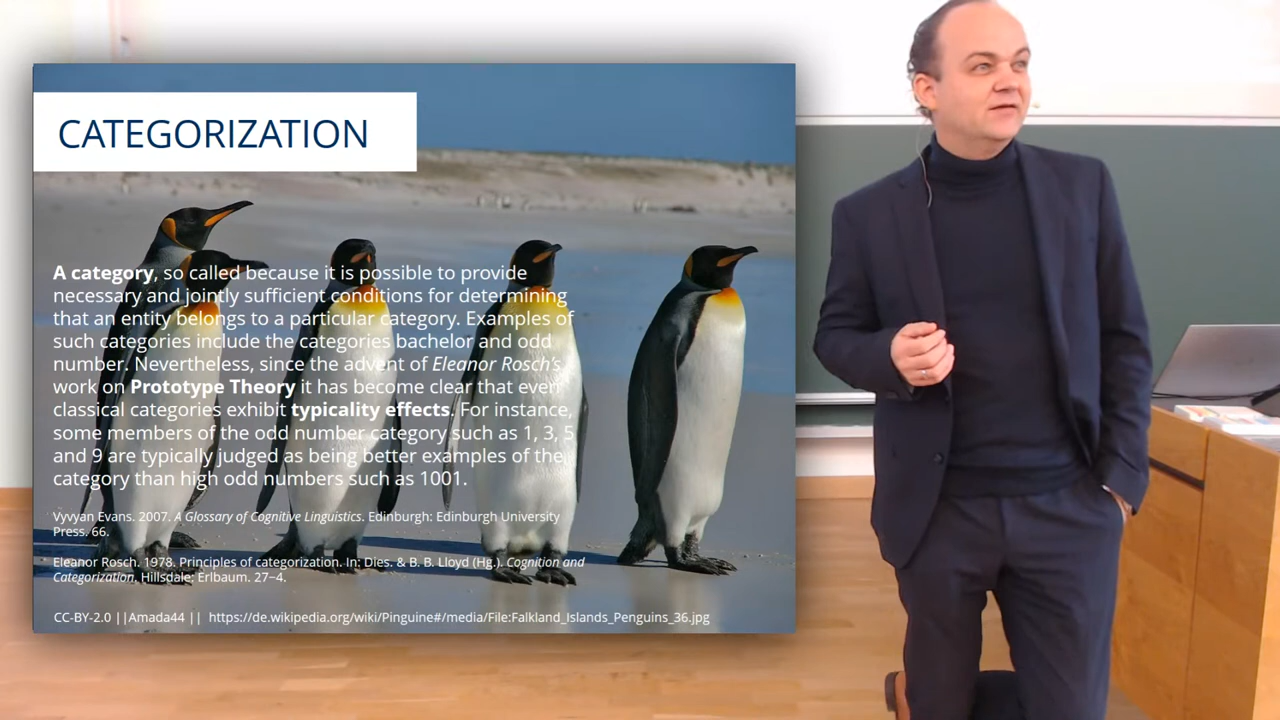 CATEGORIZATION
A category, so called because it is possible to provide
necessary and jointly sufficient conditions for determining
that an entity belongs to a particular category. Examples of
such categories include the categories bachelor and odd
number. Nevertheless, since the advent of Eleanor Rosch's
work on Prototype Theory it has become clear that even
classical categories exhibit typicality effects. For instance,
some members of the odd number category such as 1, 3, 5
and 9 are typically judged as being better examples of the
category than high odd numbers such as 1001.
Vyvyan Evans. 2007. A Glossary of Cognitive Linguistics. Edinburgh: Edinburgh University
Press. 66.
Eleanor Rosch. 1978. Principles of categorization. In: Dies. & B. B. Lloyd (Hg.). Cognition and
Categorization, Hillsdale: Erlbaum. 27–4.
CC-BY-2.0 ||Amada44 || https://de.wikipedia.org/wiki/Pinguine#/media/File:Falkland_Islands_Penguins_36.jpg